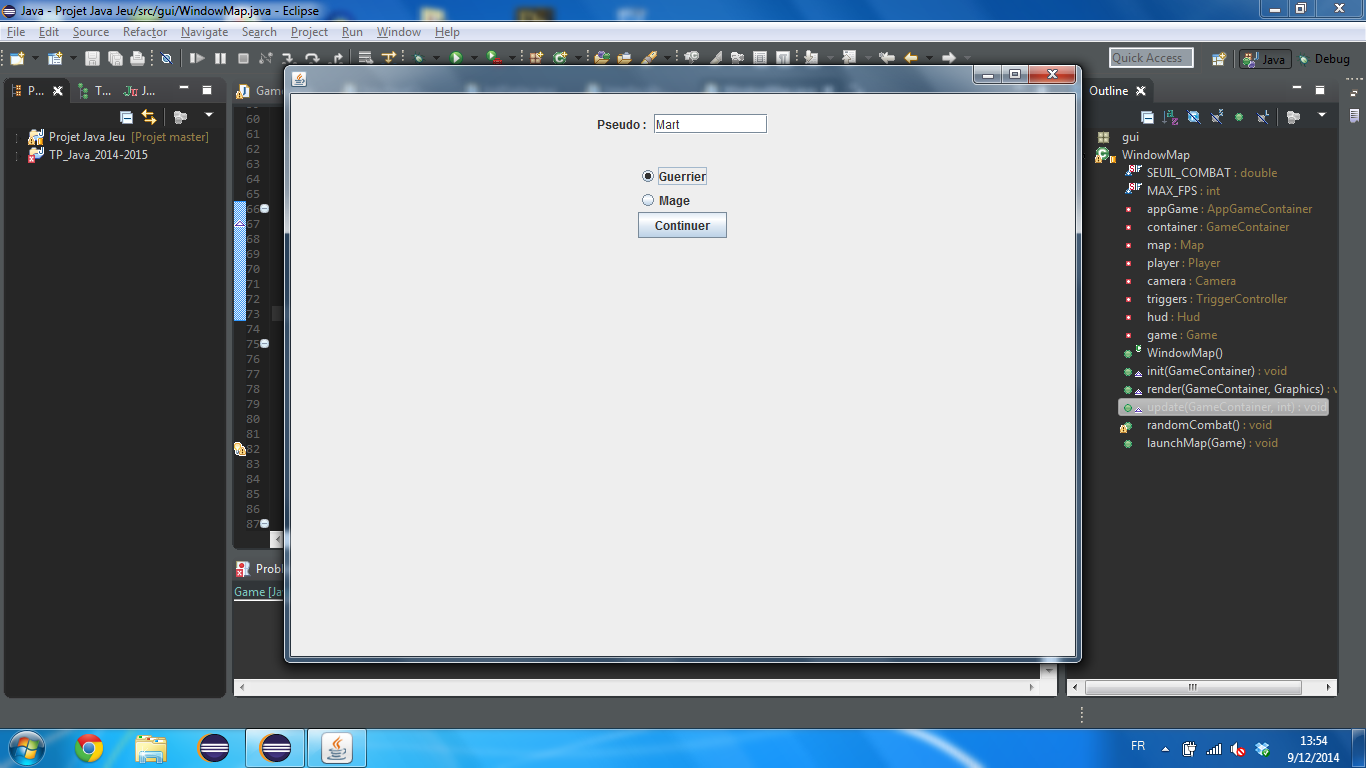 Java - Projet Java Jeu/src/gui/WindowMap.java - Eclipse
File Edit Source Refactor Navigate Search Project Run Window Help
Quick Access
Java
Debug
P...
T...
J...
Projet Java Jeu [Projet master]
TP_Java_2014-2015
Game
60
61
62
63
64
65
66
67
68
69
70
71
72
73
74
75
76
77
78
79
80
81
82
83
84
85
86
87
Pseudo :
Mart
Guerrier
Mage
Continuer
Probl
Game [Ja
Outline
gui
WindowMap
SEUIL_COMBAT : double
MAX_FPS : int
appGame : AppGameContainer
container : GameContainer
map : Map
player : Player
camera : Camera
triggers : TriggerController
hud : Hud
game : Game
WindowMap()
init(GameContainer) : void
render(GameContainer, Graphics) : v
update(GameContainer, int) : void
randomCombat() : void
launchMap(Game) : void
FR
13:54
9/12/2014